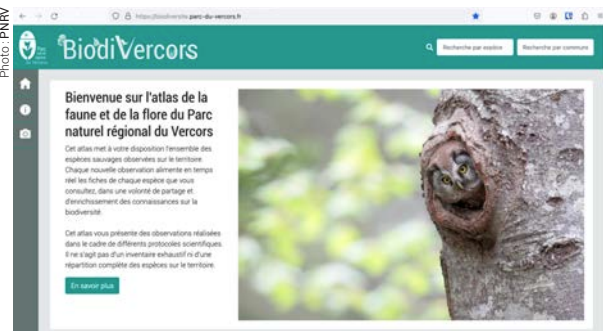 Photo: PNRV
https://biodiversite.parc-du-vercors.fr
BiodiVercors
Recherche par espèce
Recherche par commune
Bienvenue sur l'atlas de la
faune et de la flore du Parc
naturel régional du Vercors
Cet atlas met à votre disposition l'ensemble des
espèces sauvages observées sur le territoire.
Chaque nouvelle observation alimente en temps
réel les fiches de chaque espèce que vous
consultez, dans une volonté de partage et
d'enrichissement des connaissances sur la
biodiversité.
Cet atlas vous présente des observations réalisées
dans le cadre de différents protocoles scientifiques.
Il ne s'agit pas d'un inventaire exhaustif ni d'une
répartition complète des espèces sur le territoire.
En savoir plus